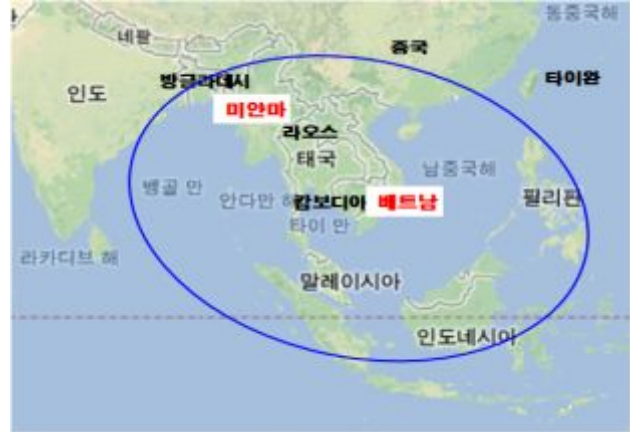 동중국해
네팔
중국
방글라데시
타이완
인도
미얀마
라오스
태국
남중국해
뱅골 만
안다만 해
캄보디아
베트남
필리핀
타이 만
라카디브 해
말레이시아
인도네시아